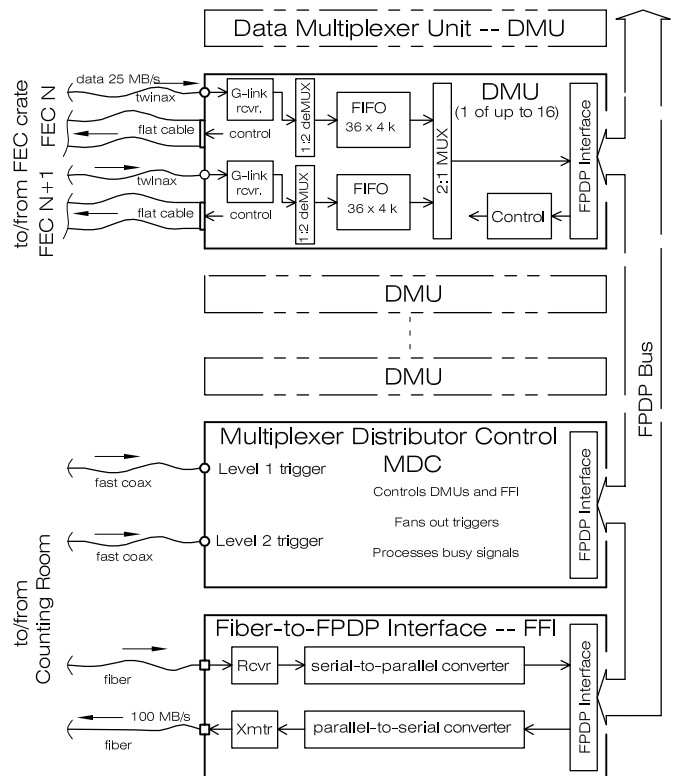 Data Multiplexer Unit -- DMU
to/from FEC crate
FEC N
FEC N+1
data 25 MB/s
twinax
flat cable
control
G-link
rcvr.
1:2 deMUX
FIFO
36 x 4 k
2:1 MUX
DMU
(1 of up to 16)
FPDP Interface
twinax
flat cable
control
G-link
rcvr.
1:2 deMUX
FIFO
36 x 4 k
Control
DMU
DMU
FPDP Bus
Multiplexer Distributor Control
MDC
Level 1 trigger
fast coax
Controls DMUs and FFI
Fans out triggers
Level 2 trigger
fast coax
Processes busy signals
FPDP Interface
to/from
Counting Room
Fiber-to-FPDP Interface -- FFI
fiber
Rcvr
serial-to-parallel converter
100 MB/s
fiber
Xmtr
parallel-to-serial converter
FPDP Interface